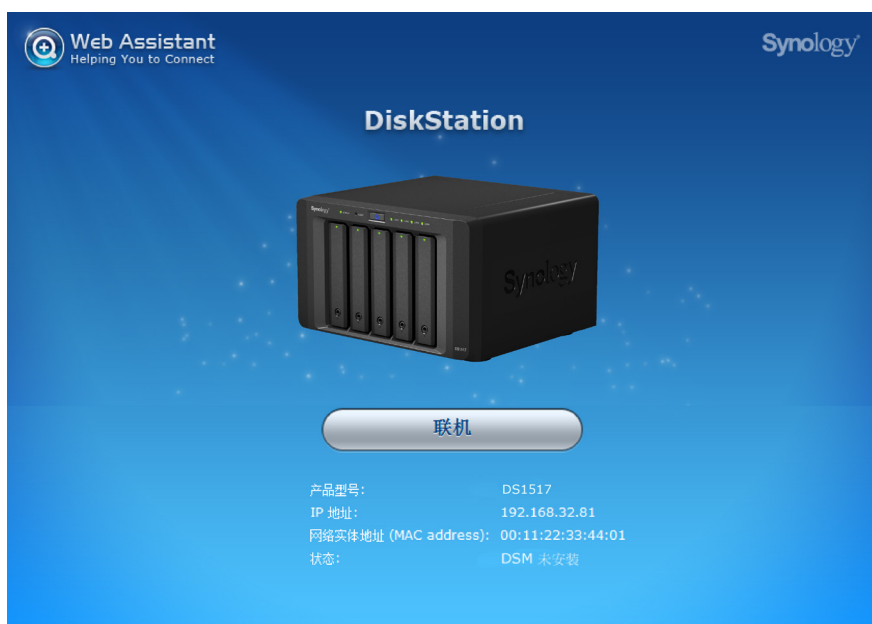 Web Assistant
Helping You to Connect
Synology
DiskStation
Synology
Synology
联机
产品型号: DS1517
IP 地址: 192.168.32.81
网络实体地址 (MAC address): 00:11:22:33:44:01
状态: DSM 未安装